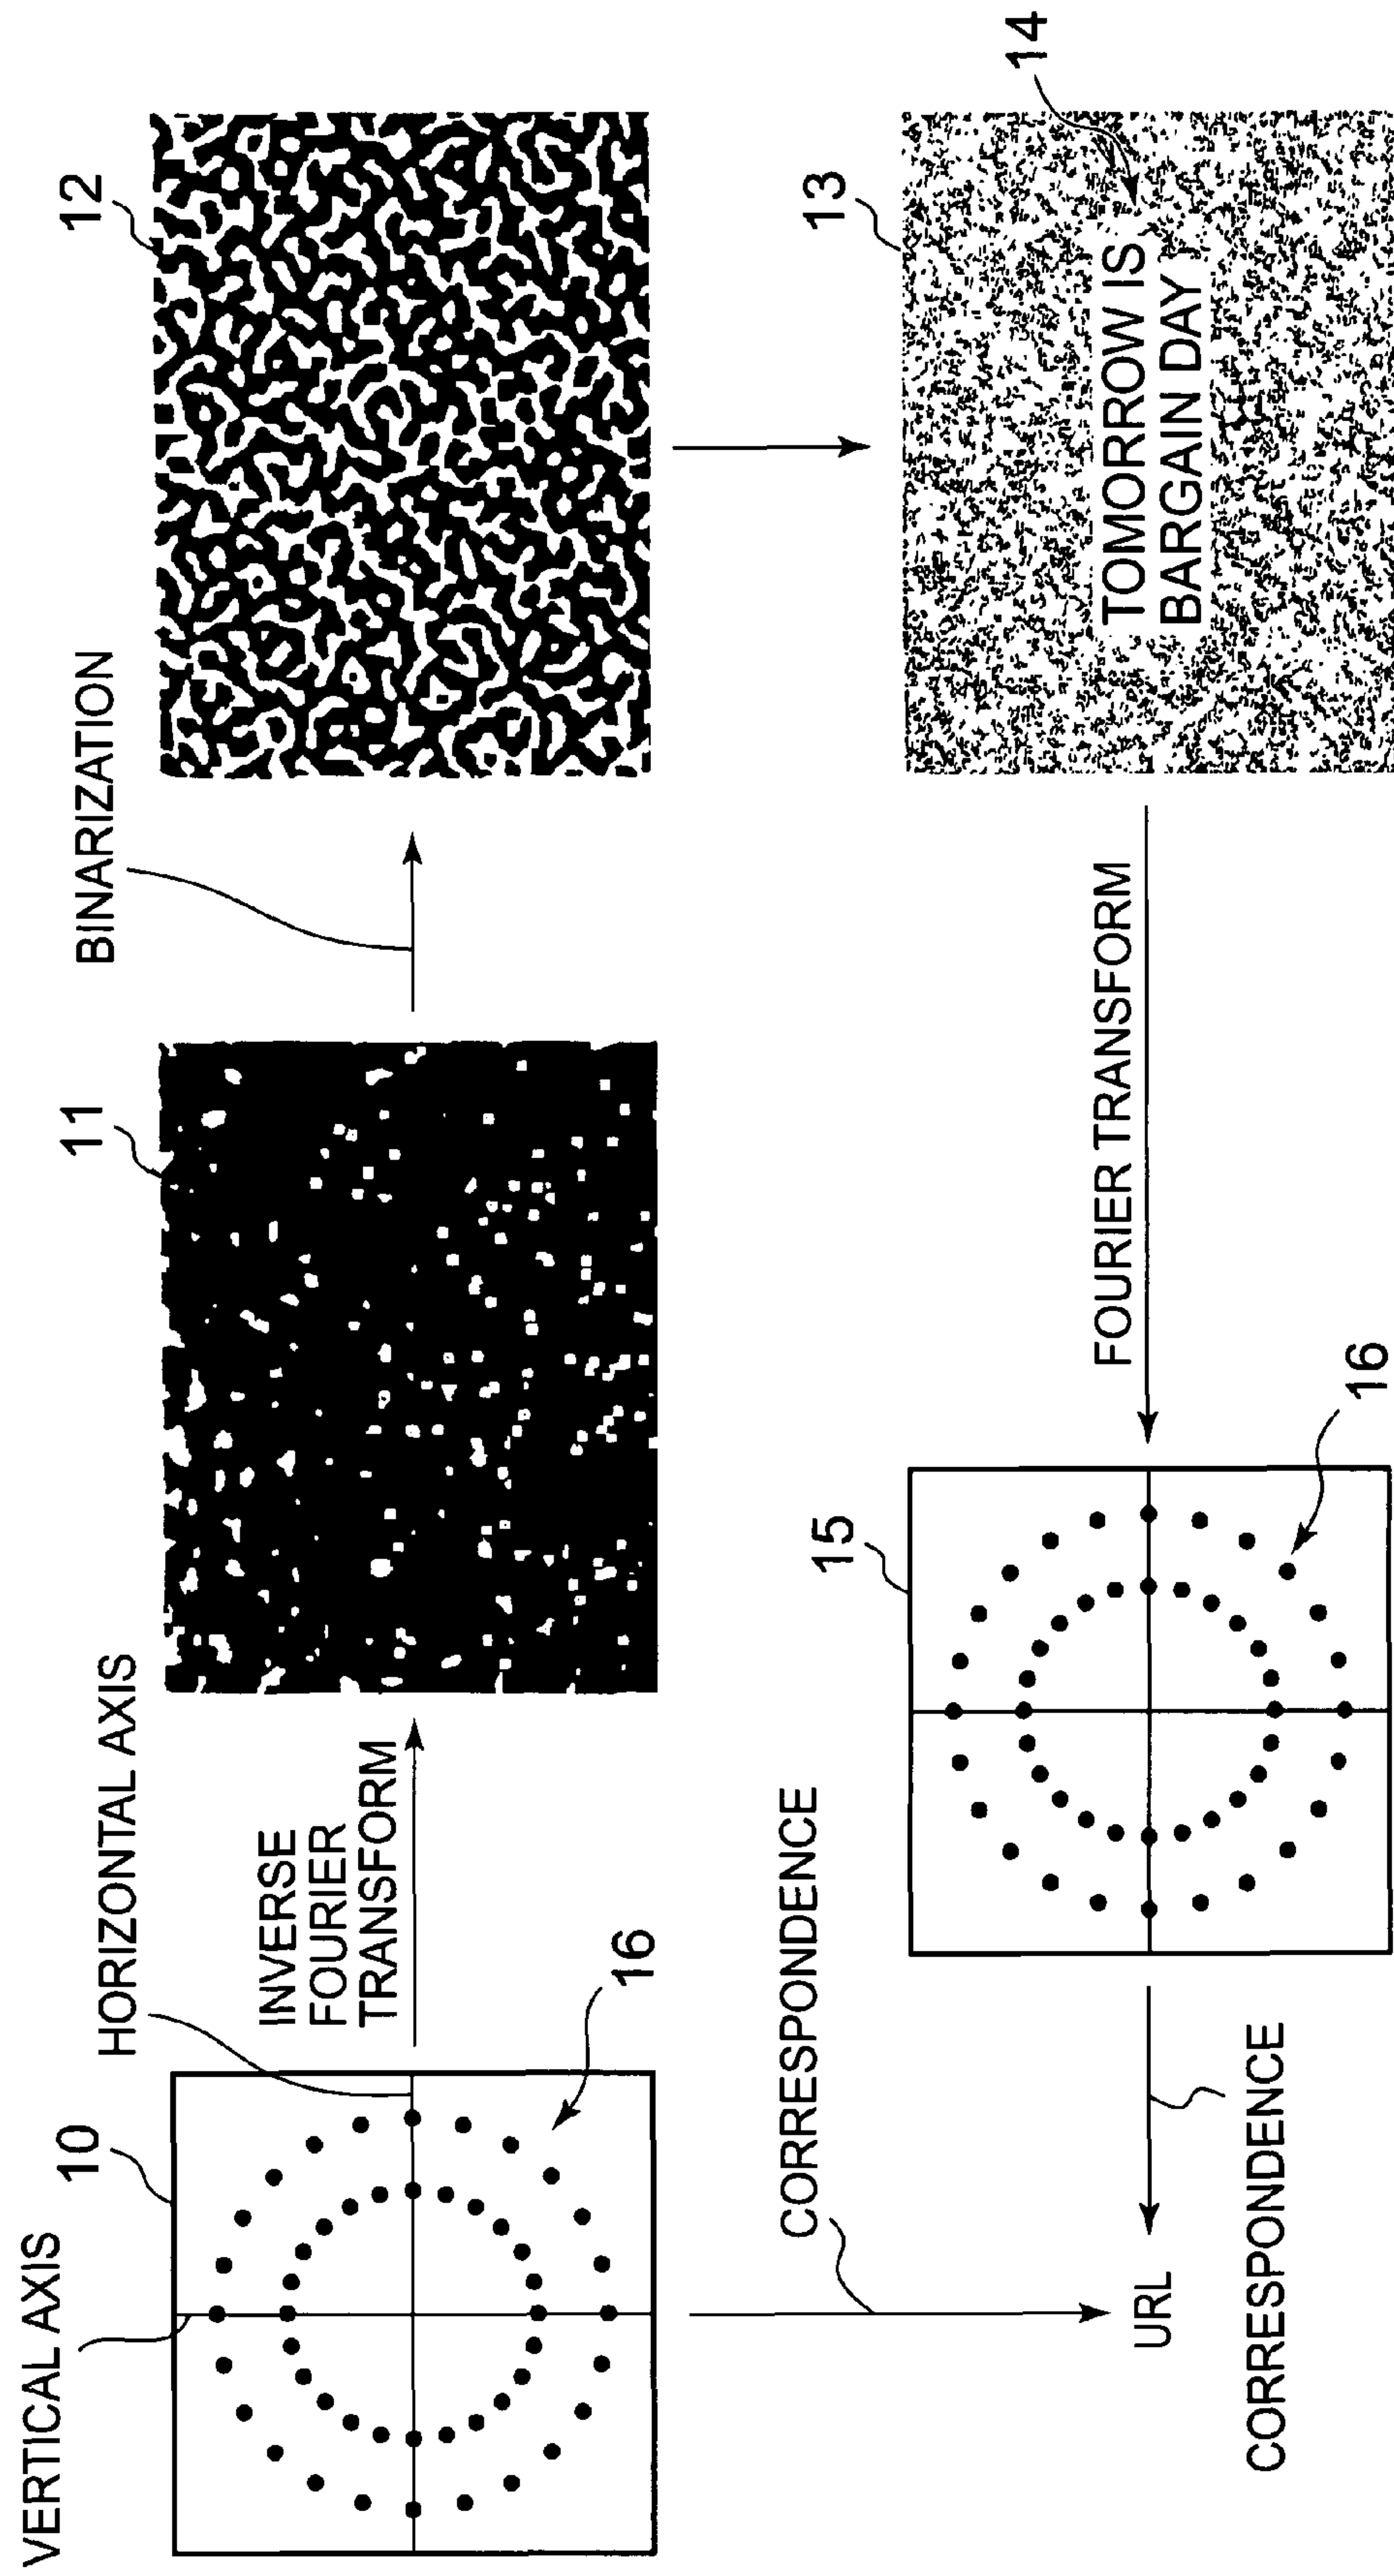 VERTICAL AXIS
10
HORIZONTAL AXIS
INVERSE
FOURIER
TRANSFORM
16
11
BINARIZATION
12
CORRESPONDENCE
URL
CORRESPONDENCE
15
16
FOURIER TRANSFORM
13
14
TOMORROW IS
BARGAIN DAY